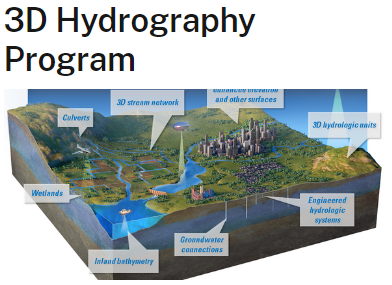 3D Hydrography
Program
enhanced elevation
and other surfaces
3D stream network
Culverts
3D hydrologic units
Wetlands
Engineered
hydrologic
systems
Groundwater
connections
Inland bathymetry